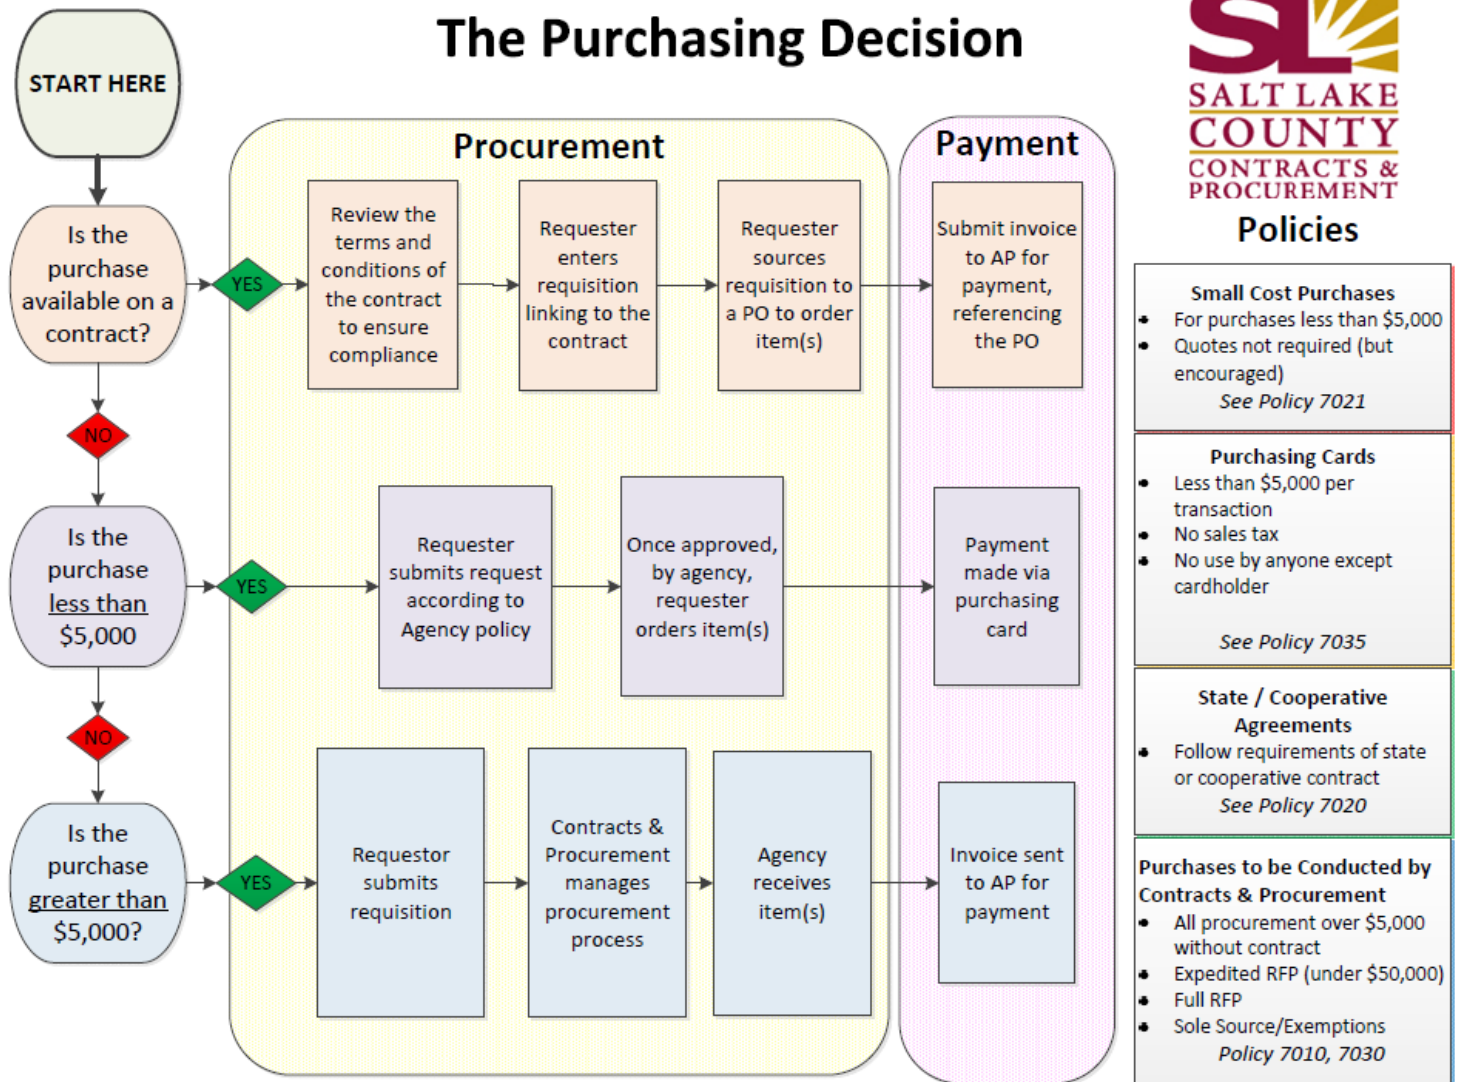 The Purchasing Decision
SL
SALT LAKE
COUNTY
CONTRACTS &
PROCUREMENT
START HERE
Procurement
Payment
Is the
purchase
available on a
contract?
YES
Review the
terms and
conditions of
the contract
to ensure
compliance
Requester
enters
requisition
linking to the
contract
Requester
sources
requisition to
a PO to order
item(s)
Submit invoice
to AP for
payment,
referencing
the PO
NO
Is the
purchase
less than
$5,000
YES
Requester
submits request
according to
Agency policy
Once approved,
by agency,
requester
orders item(s)
Payment
made via
purchasing
card
NO
Is the
purchase
greater than
$5,000?
YES
Requestor
submits
requisition
Contracts &
Procurement
manages
procurement
process
Agency
receives
item(s)
Invoice sent
to AP for
payment
Policies
Small Cost Purchases
• For purchases less than $5,000
• Quotes not required (but
encouraged)
See Policy 7021
Purchasing Cards
• Less than $5,000 per
transaction
• No sales tax
• No use by anyone except
cardholder
See Policy 7035
State / Cooperative
Agreements
• Follow requirements of state
or cooperative contract
See Policy 7020
Purchases to be Conducted by
Contracts & Procurement
• All procurement over $5,000
without contract
• Expedited RFP (under $50,000)
• Full RFP
• Sole Source/Exemptions
Policy 7010, 7030